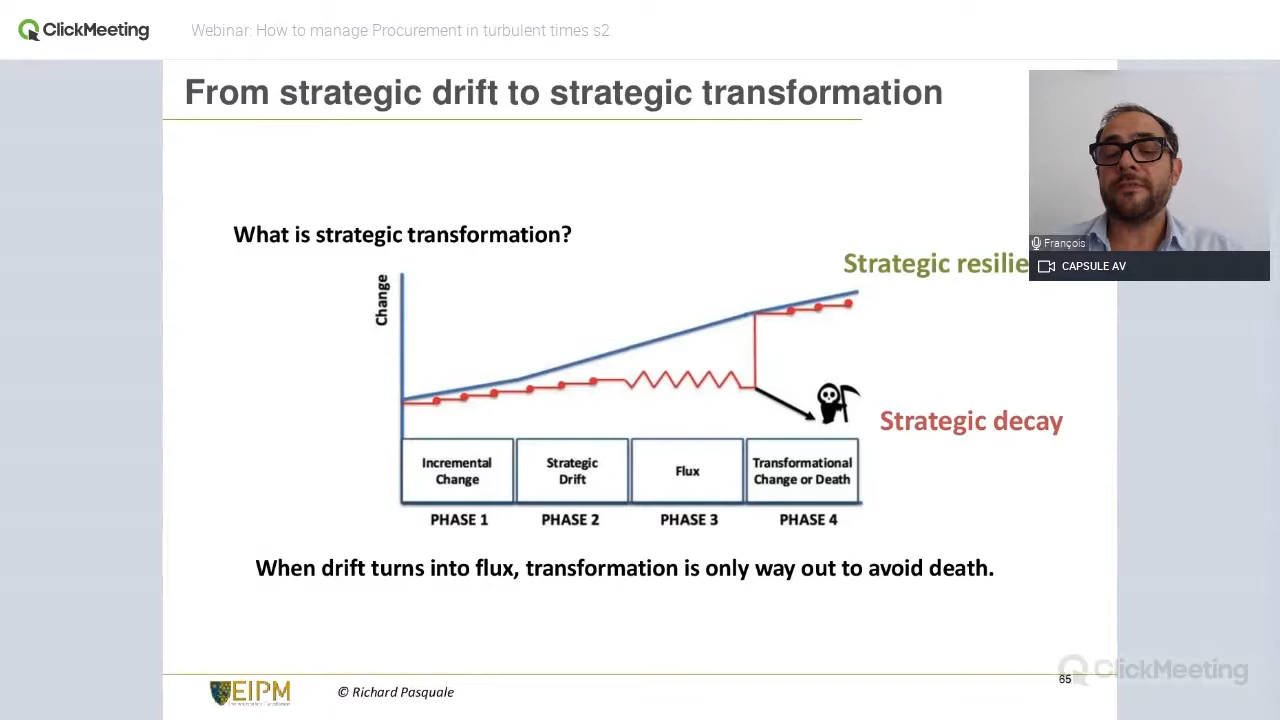 ClickMeeting
Webinar: How to manage Procurement in turbulent times s2
From strategic drift to strategic transformation
François
CAPSULE AV
What is strategic transformation?
Strategic resilie
Change
Strategic decay
Incremental
Change
Strategic
Drift
Flux
Transformational
Change or Death
PHASE 1
PHASE 2
PHASE 3
PHASE 4
When drift turns into flux, transformation is only way out to avoid death.
ClickMeeting
65
EIPM
© Richard Pasquale